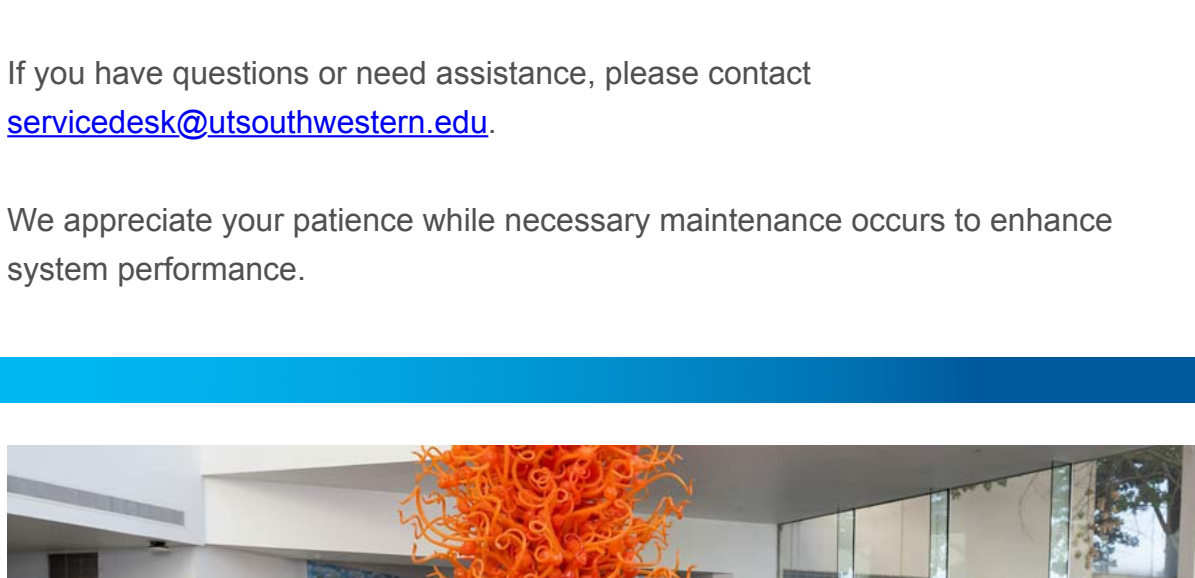 If you have questions or need assistance, please contact
servicedesk@utsouthwestern.edu.
We appreciate your patience while necessary maintenance occurs to enhance
system performance.